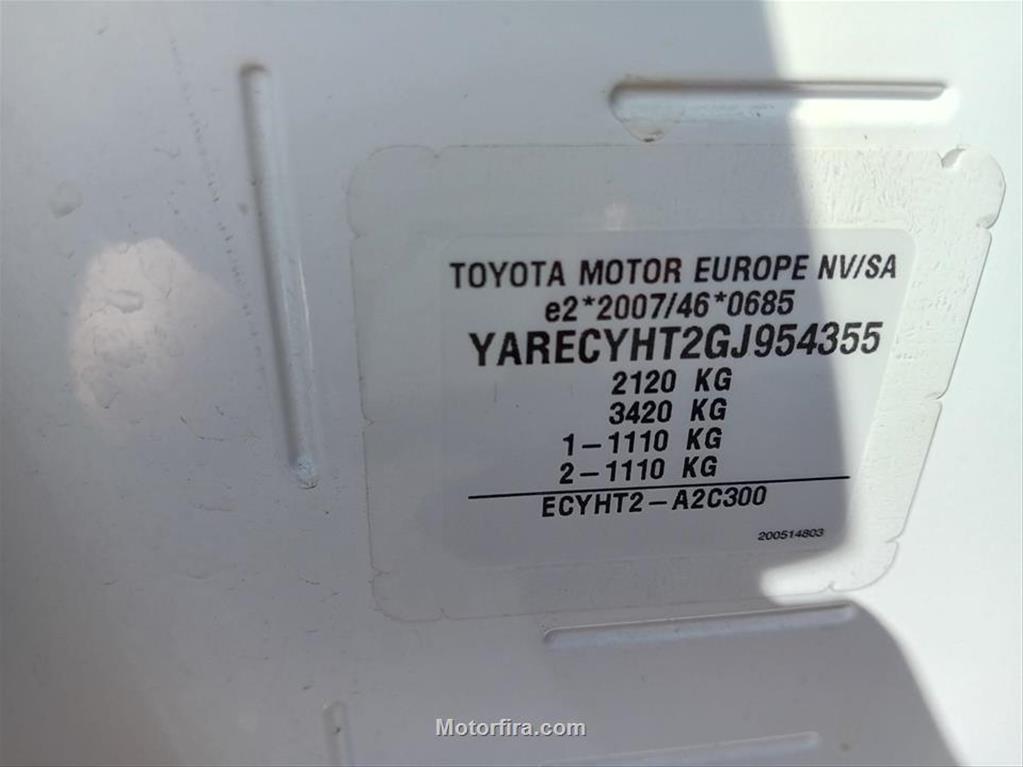 TOYOTA MOTOR EUROPE NV/SA
e2*2007/46*0685
YARECYHT2GJ954355
2120 KG
3420 KG
1-1110 KG
2-1110 KG
ECYHT2-A2C300
200514803
Motorfira.com